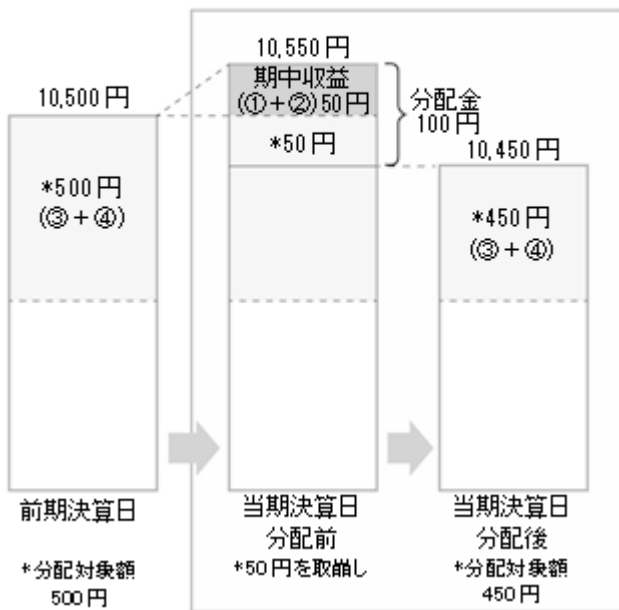 10,500円
*500円
(③+④)
前期決算日
*分配対象額
500円
10,550円
期中収益
(①+②)50円
*50円
分配金
100円
当期決算日
分配前
*50円を取崩し
10,450円
*450円
(③+④)
当期決算日
分配後
*分配対象額
450円